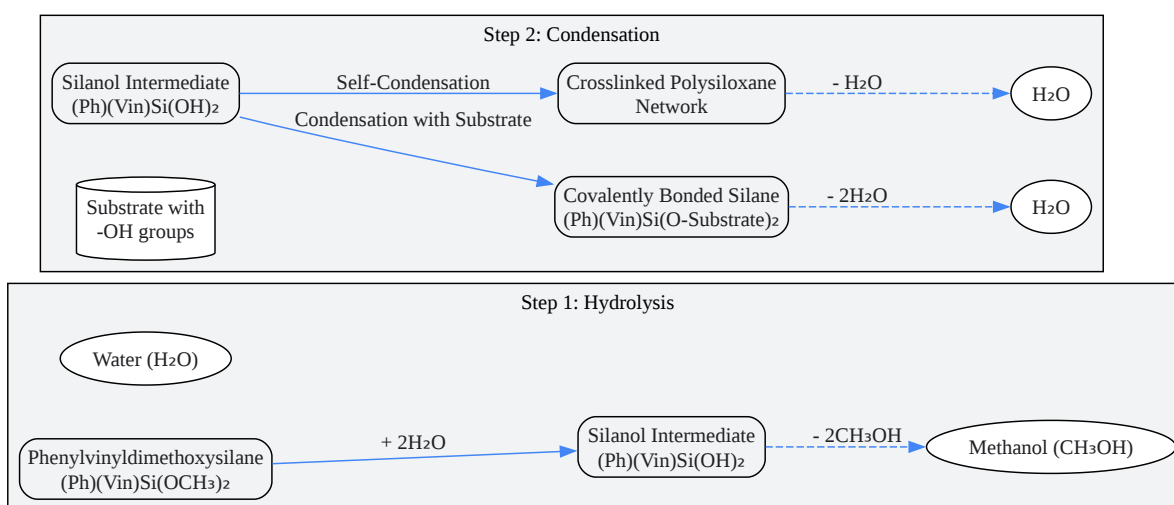 Step 2: Condensation
Silanol Intermediate
(Ph)(Vin)Si(OH)₂
Self-Condensation
Crosslinked Polysiloxane
Network
- H₂O
H₂O
Condensation with Substrate
Substrate with
-OH groups
Covalently Bonded Silane
(Ph)(Vin)Si(O-Substrate)₂
- 2H₂O
H₂O
Step 1: Hydrolysis
Water (H₂O)
Phenylvinyldimethoxysilane
(Ph)(Vin)Si(OCH₃)₂
+ 2H₂O
Silanol Intermediate
(Ph)(Vin)Si(OH)₂
- 2CH₃OH
Methanol (CH₃OH)